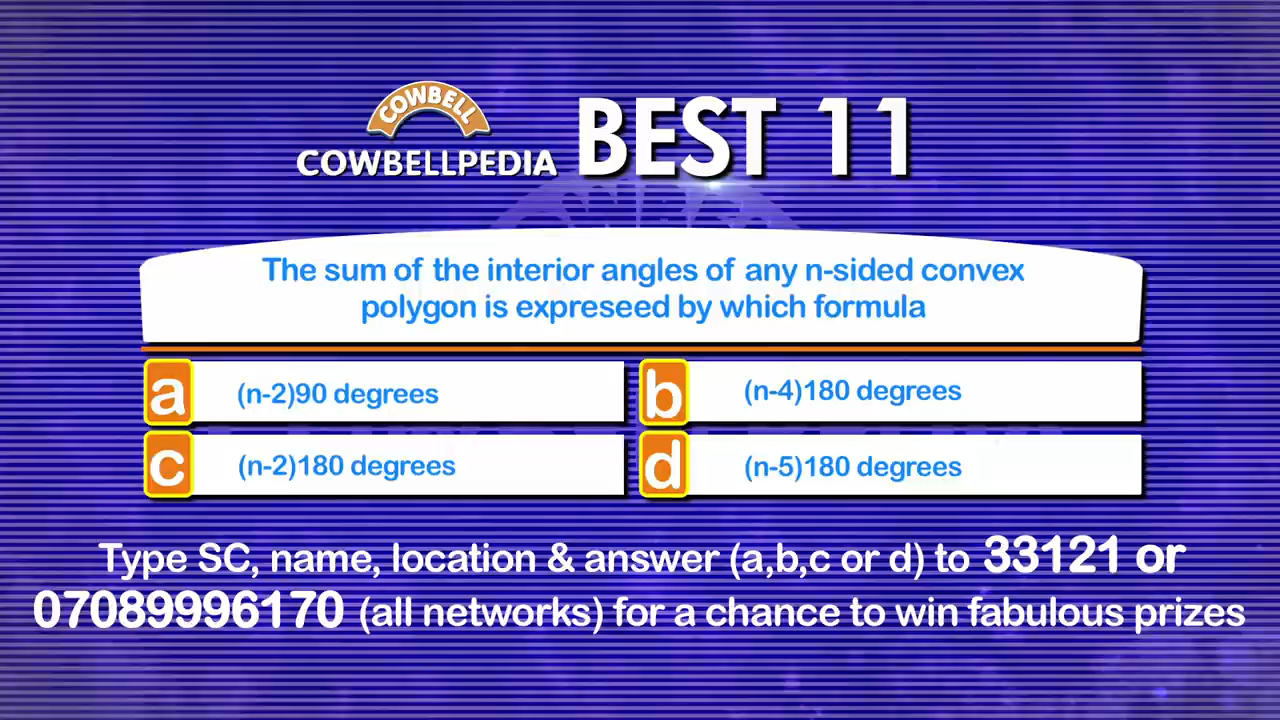 COWBELL
COWBELLPEDIA BEST 11
The sum of the interior angles of any n-sided convex
polygon is expreseed by which formula
a (n-2)90 degrees
b (n-4)180 degrees
c (n-2)180 degrees
d (n-5)180 degrees
Type SC, name, location & answer (a,b,c or d) to 33121 or
07089996170 (all networks) for a chance to win fabulous prizes